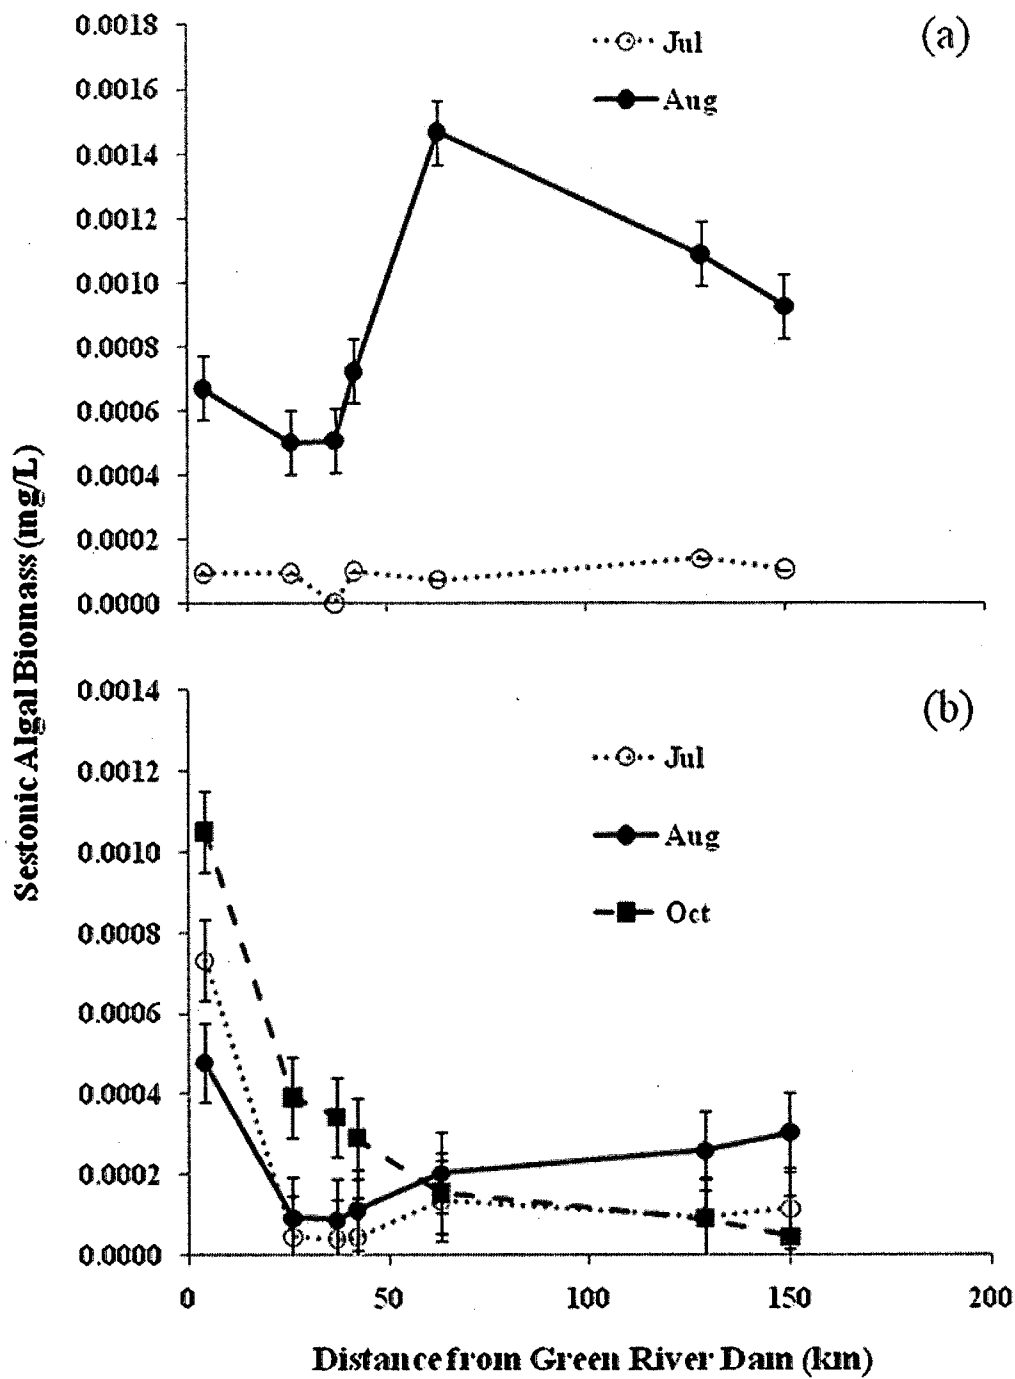 (a)
Jul
Aug
0.0018
0.0016
0.0014
0.0012
0.0010
0.0008
0.0006
0.0004
0.0002
0.0000
Sestonic Algal Biomass (mg/L)
(b)
Jul
Aug
Oct
0.0014
0.0012
0.0010
0.0008
0.0006
0.0004
0.0002
0.0000
0 50 100 150 200
Distance from Green River Dam (km)